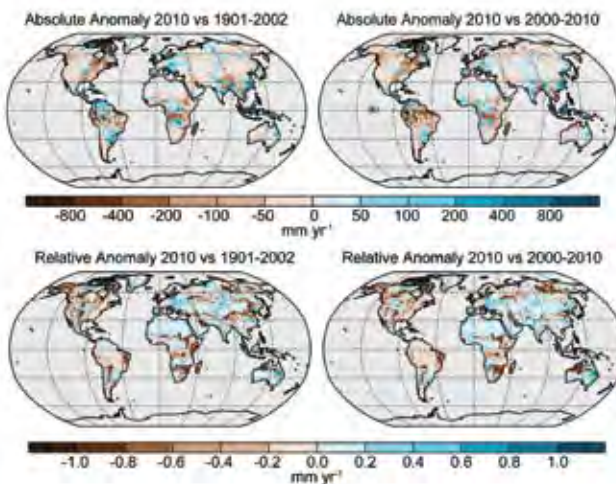 Absolute Anomaly 2010 vs 1901-2002
Absolute Anomaly 2010 vs 2000-2010
-800 -400 -200 -100 -50 0 50 100 200 400 800
mm yr⁻¹
Relative Anomaly 2010 vs 1901-2002
Relative Anomaly 2010 vs 2000-2010
-1.0 -0.8 -0.6 -0.4 -0.2 0.0 0.2 0.4 0.6 0.8 1.0
mm yr⁻¹